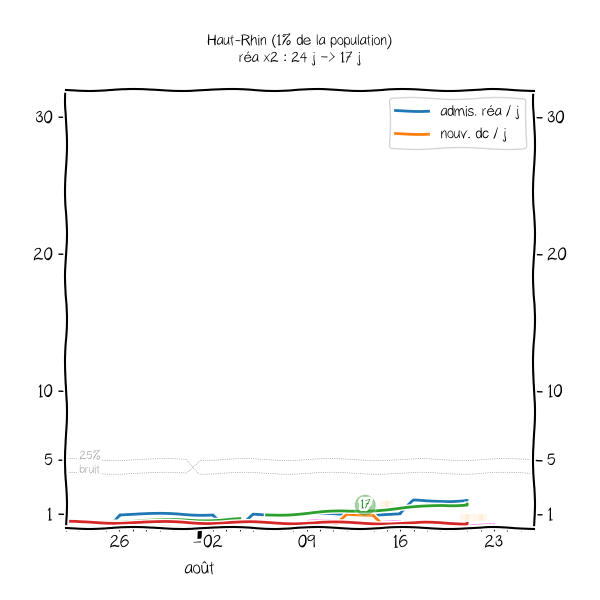 Haut-Rhin (1% de la population)
réa x2 : 24 j -> 17 j
admis. réa / j
nouv. dc / j
30
30
20
20
10
10
25%
5
5
bruit
17
1
1
26
02
09
16
23
août